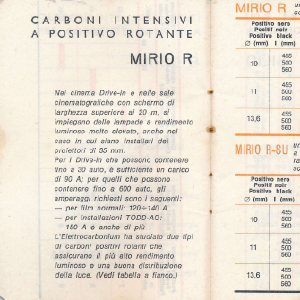 CARBONI INTENSIVI
A POSITIVO ROTANTE
MIRIO R
Nei cinema Drive-In e nelle sale
cinematografiche con schermo di
larghezza superiore ai 20 m. si
impiegano delle lampade a rendimento
luminoso molto elevato, anche nel
caso in cui siano installati dei
proiettori di 35 mm.
Per i Drive-In che possono contenere
fino a 30 auto, è sufficiente un carico
di 90 A; per quelli che possono
contenere fino a 600 auto, gli
amperaggi richiesti sono i seguenti:
— per film normali: 120÷140 A
— per installazioni TODD-AO:
150 A e anche di più
L'Elettrocarbonium ha studiato due tipi
di carboni positivi rotanti che
assicurano il più alto rendimento
luminoso e una buona distribuzione
della luce. (Vedi tabella a fianco.)
MIRIO R
Positivo nero
Positif noir
Positive black
Ø (mm) l (mm)
10
455
500
560
11
455
500
560
13,6
455
500
560
MIRIO R-SU
Positivo nero
Positif noir
Positive black
Ø (mm) l (mm)
10
455
500
560
11
455
500
560
13,6
455
500
560